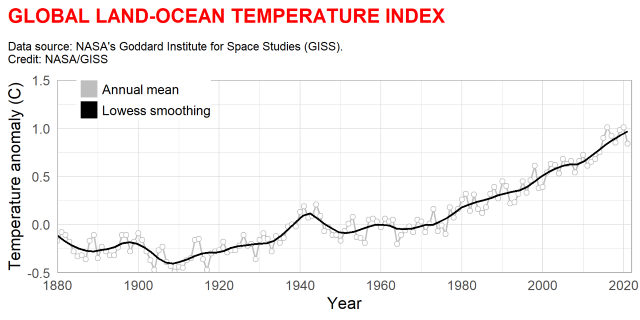 GLOBAL LAND-OCEAN TEMPERATURE INDEX
Data source: NASA's Goddard Institute for Space Studies (GISS).
Credit: NASA/GISS
Temperature anomaly (C)
1.5
1.0
0.5
0.0
-0.5
Annual mean
Lowess smoothing
1880 1900 1920 1940 1960 1980 2000 2020
Year